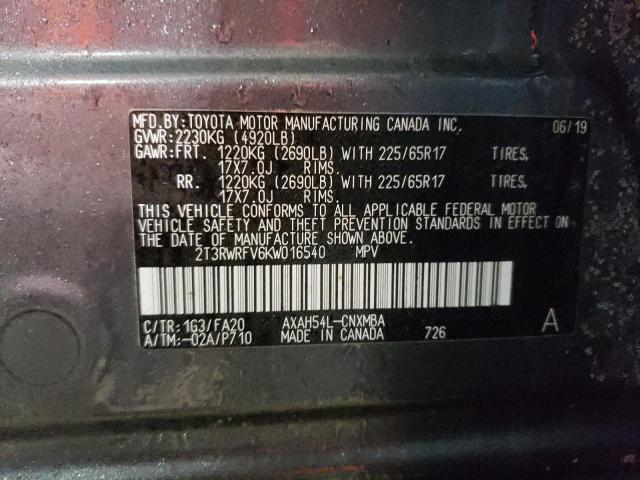 MFD.BY:TOYOTA MOTOR MANUFACTURING CANADA INC. 06/19
GVWR:2230KG (4920LB)
GAWR:FRT. 1220KG (2690LB) WITH 225/65R17 TIRES,
17X7.0J RIMS.
RR. 1220KG (2690LB) WITH 225/65R17 TIRES,
17X7.0J RIMS.
THIS VEHICLE CONFORMS TO ALL APPLICABLE FEDERAL MOTOR
VEHICLE SAFETY AND THEFT PREVENTION STANDARDS IN EFFECT ON
THE DATE OF MANUFACTURE SHOWN ABOVE.
2T3RWRFV6KW016540 MPV
C/TR:1G3/FA20 AXAH54L-CNXMBA A
A/TM:-02A/P710 MADE IN CANADA 726